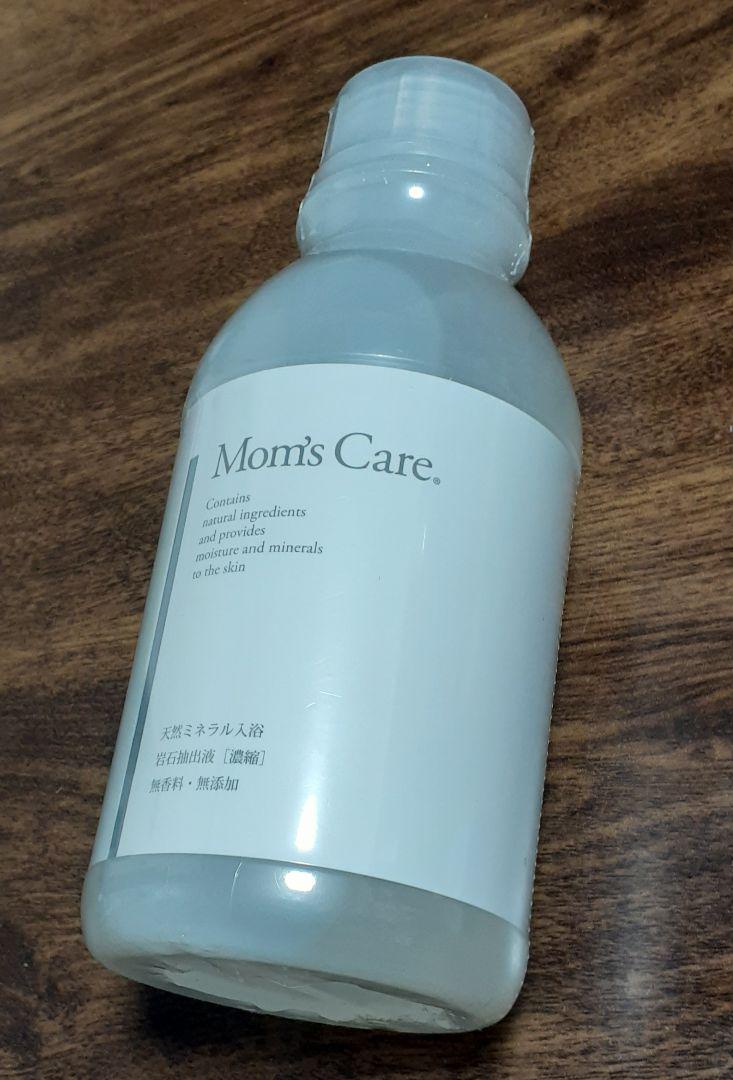 Mom's Care®
Contains
natural ingredients
and provides
moisture and minerals
to the skin
天然ミネラル入浴
岩石抽出液［濃縮］
無香料・無添加